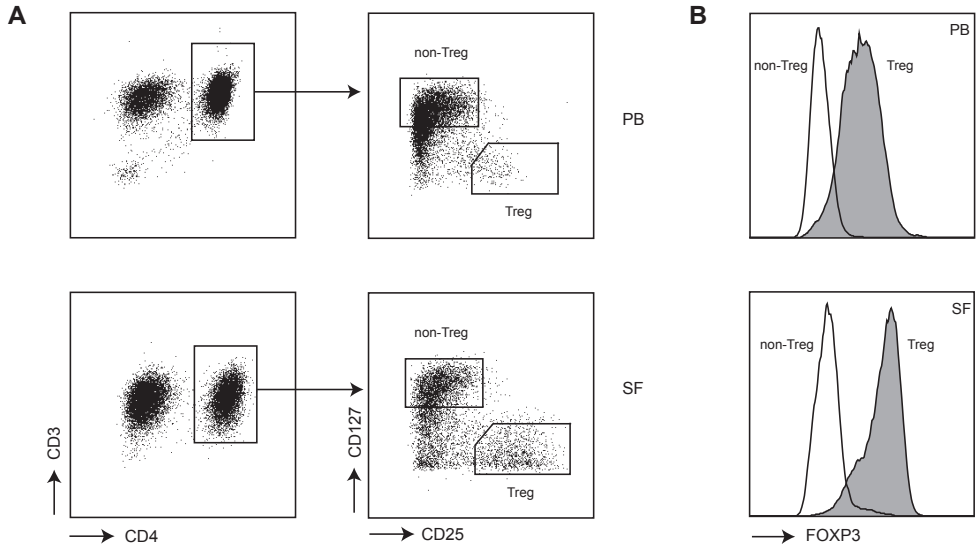 A
B
non-Treg
Treg
PB
non-Treg
Treg
PB
CD3
CD4
non-Treg
Treg
CD127
CD25
SF
non-Treg
Treg
SF
FOXP3